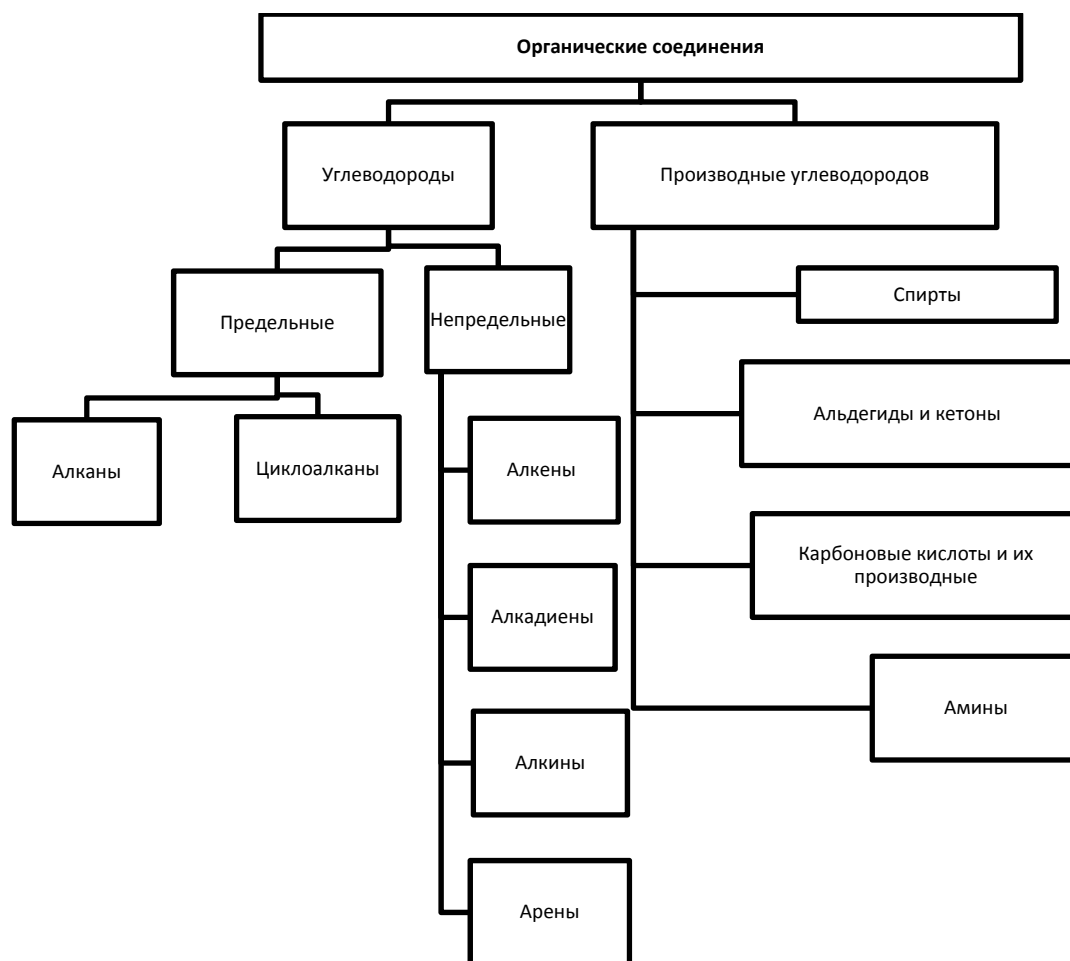 Органические соединения
Углеводороды
Производные углеводородов
Предельные
Непредельные
Спирты
Алканы
Циклоалканы
Алкены
Альдегиды и кетоны
Алкадиены
Карбоновые кислоты и их
производные
Алкины
Амины
Арены